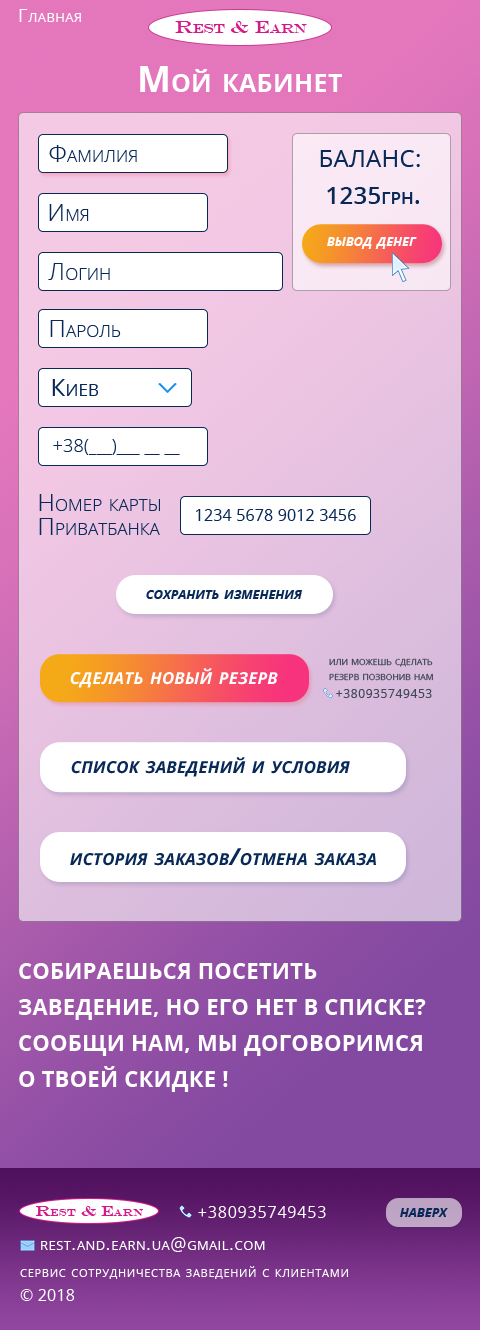 Главная
Rest & Earn
Мой кабинет
Фамилия
БАЛАНС:
1235грн.
Имя
вывод денег
Логин
Пароль
Киев
+38(___)___ __ __
Номер карты
Приватбанка
1234 5678 9012 3456
сохранить изменения
сделать новый резерв
или можешь сделать
резерв позвонив нам
+380935749453
список заведений и условия
история заказов/отмена заказа
СОБИРАЕШЬСЯ ПОСЕТИТЬ
ЗАВЕДЕНИЕ, НО ЕГО НЕТ В СПИСКЕ?
СООБЩИ НАМ, МЫ ДОГОВОРИМСЯ
О ТВОЕЙ СКИДКЕ !
Rest & Earn
+380935749453
наверх
rest.and.earn.ua@gmail.com
сервис сотрудничества заведений с клиентами
© 2018